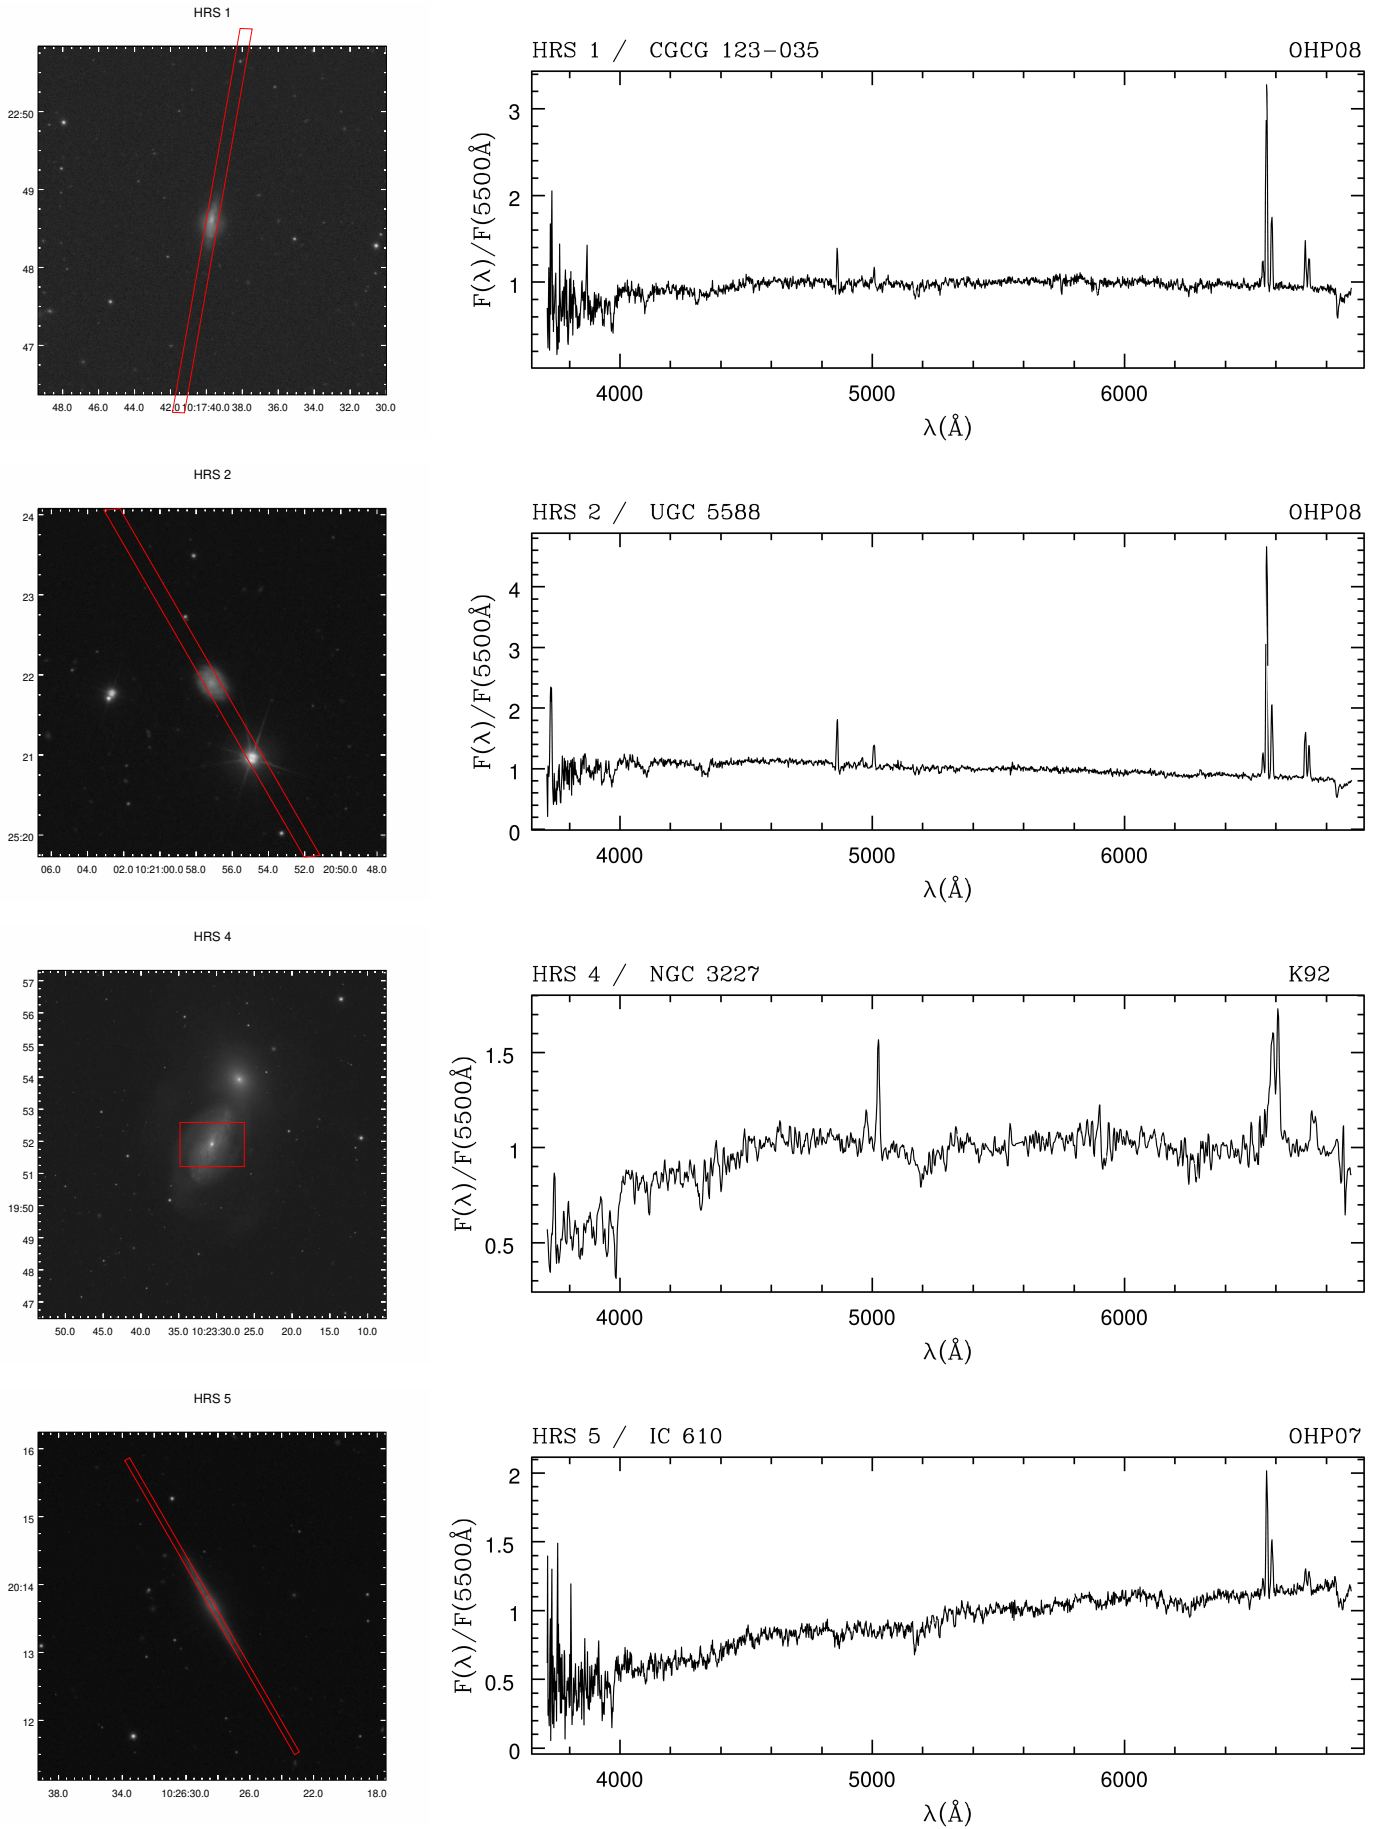 HRS 1
22:50
49
48
47
48.0 46.0 44.0 42.0 10:17:40.0 38.0 36.0 34.0 32.0 30.0
HRS 1 / CGCG 123−035 OHP08
F(λ)/F(5500Å)
3
2
1
4000 5000 6000
λ(Å)
HRS 2
24
23
22
21
25:20
06.0 04.0 02.0 10:21:00.0 58.0 56.0 54.0 52.0 20:50.0 48.0
HRS 2 / UGC 5588 OHP08
F(λ)/F(5500Å)
4
3
2
1
0
4000 5000 6000
λ(Å)
HRS 4
57
56
55
54
53
52
51
19:50
49
48
47
50.0 45.0 40.0 35.0 10:23:30.0 25.0 20.0 15.0 10.0
HRS 4 / NGC 3227 K92
F(λ)/F(5500Å)
1.5
1
0.5
4000 5000 6000
λ(Å)
HRS 5
16
15
20:14
13
12
38.0 34.0 10:26:30.0 26.0 22.0 18.0
HRS 5 / IC 610 OHP07
F(λ)/F(5500Å)
2
1.5
1
0.5
0
4000 5000 6000
λ(Å)